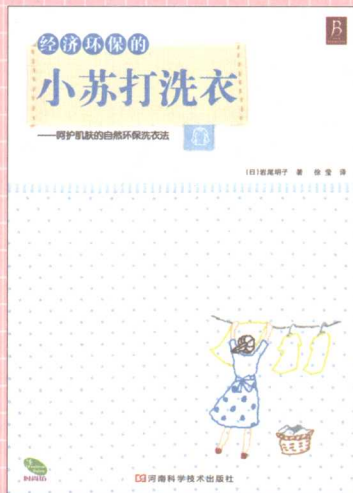 经济环保的
小苏打洗衣
——呵护肌肤的自然环保洗衣法
[日]岩尾明子 著 徐莹 译
河南科学技术出版社